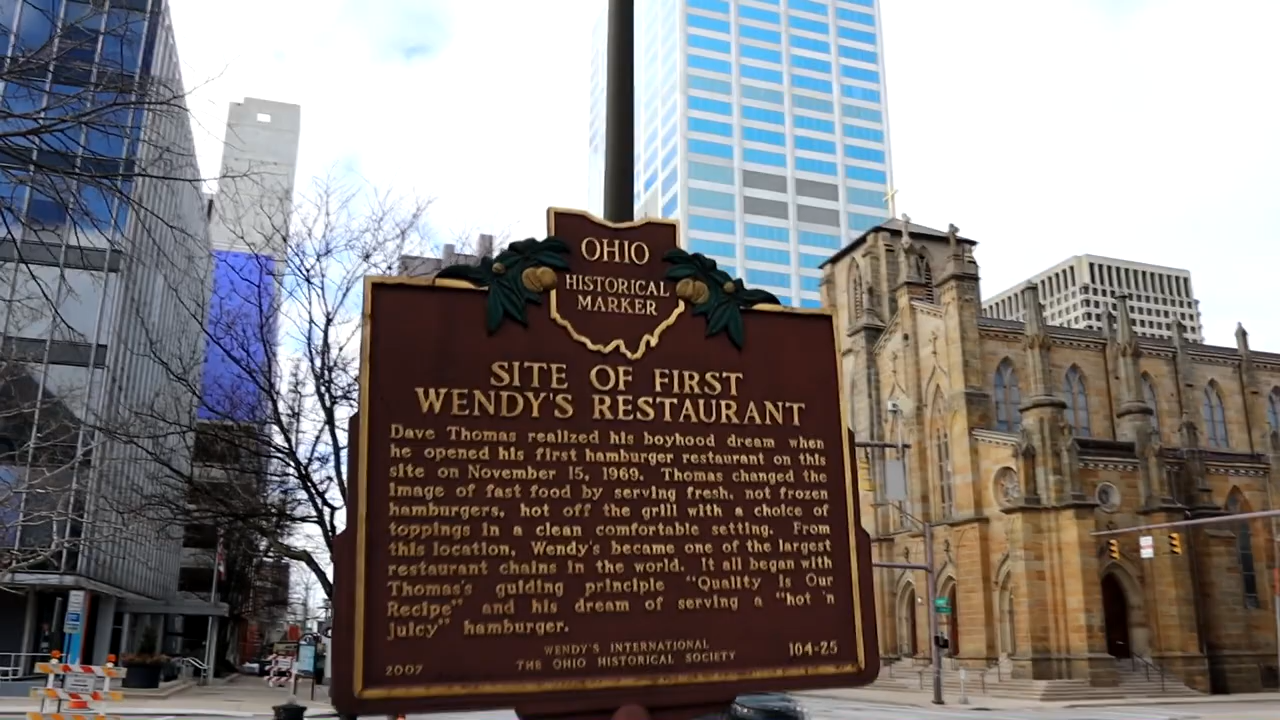 OHIO
HISTORICAL
MARKER
SITE OF FIRST
WENDY'S RESTAURANT
Dave Thomas realized his boyhood dream when
he opened his first hamburger restaurant on this
site on November 15, 1969. Thomas changed the
image of fast food by serving fresh, not frozen
hamburgers, hot off the grill with a choice of
toppings in a clean comfortable setting. From
this location, Wendy's became one of the largest
restaurant chains in the world. It all began with
Thomas's guiding principle "Quality Is Our
Recipe" and his dream of serving a "hot 'n
juicy" hamburger.
WENDY'S INTERNATIONAL
THE OHIO HISTORICAL SOCIETY
2007
104-25